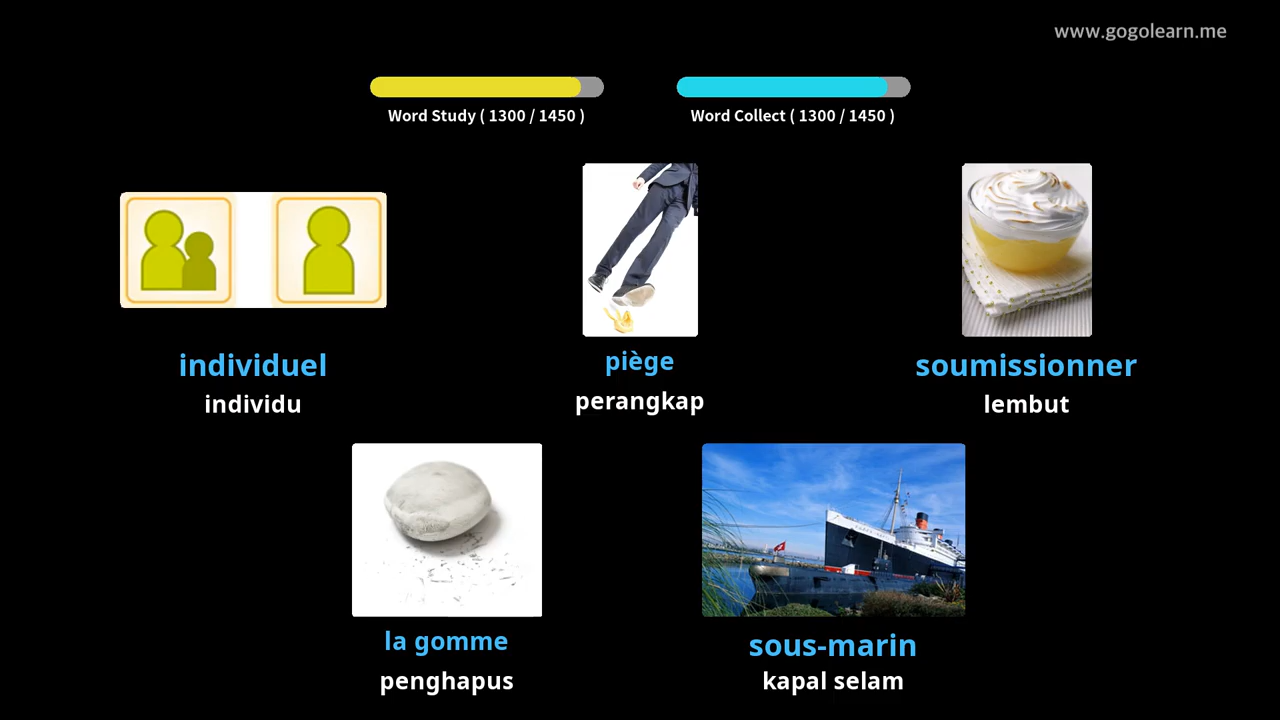 www.gogolearn.me
Word Study ( 1300 / 1450 )
Word Collect ( 1300 / 1450 )
individuel
individu
piège
perangkap
soumissionner
lembut
la gomme
penghapus
sous-marin
kapal selam